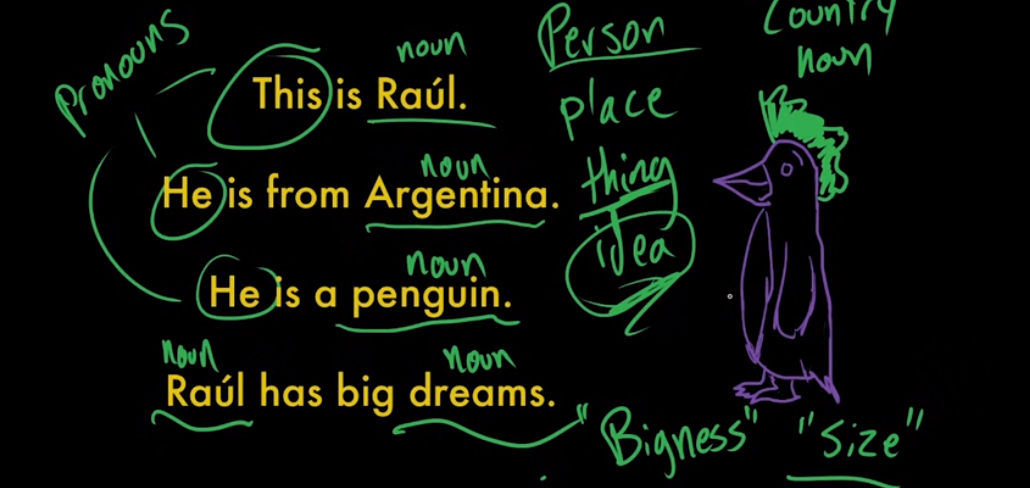 Pronouns
noun
This is Raúl.
noun
He is from Argentina.
noun
He is a penguin.
noun noun
Raúl has big dreams.
Person
place
thing
idea
Country
noun
"Bigness" "Size"